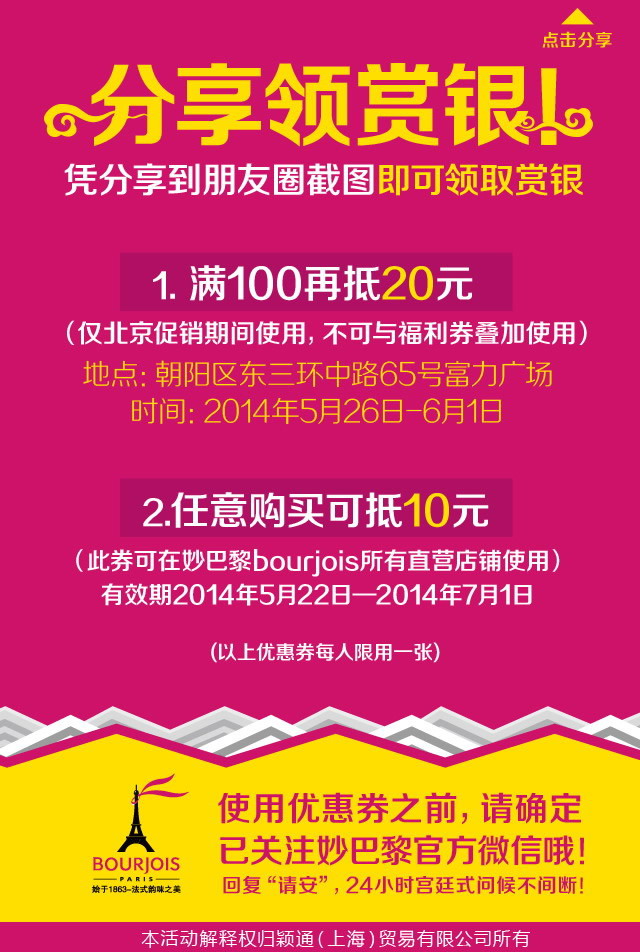 点击分享
分享领赏银!
凭分享到朋友圈截图即可领取赏银
1. 满100再抵20元
（仅北京促销期间使用, 不可与福利券叠加使用）
地点: 朝阳区东三环中路65号富力广场
时间: 2014年5月26日-6月1日
2.任意购买可抵10元
（此券可在妙巴黎bourjois所有直营店铺使用）
有效期2014年5月22日—2014年7月1日
(以上优惠券每人限用一张)
使用优惠券之前, 请确定
已关注妙巴黎官方微信哦!
回复“请安”, 24小时宫廷式问候不间断!
BOURJOIS
PARIS
始于1863-法式韵味之美
本活动解释权归颖通(上海)贸易有限公司所有